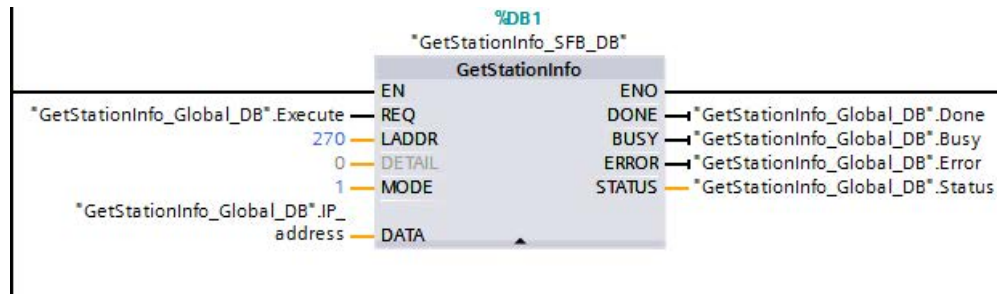 %DB1
"GetStationInfo_SFB_DB"
GetStationInfo
EN ENO
"GetStationInfo_Global_DB".Execute REQ DONE "GetStationInfo_Global_DB".Done
270 LADDR BUSY "GetStationInfo_Global_DB".Busy
0 DETAIL ERROR "GetStationInfo_Global_DB".Error
1 MODE STATUS "GetStationInfo_Global_DB".Status
"GetStationInfo_Global_DB".IP_
address DATA